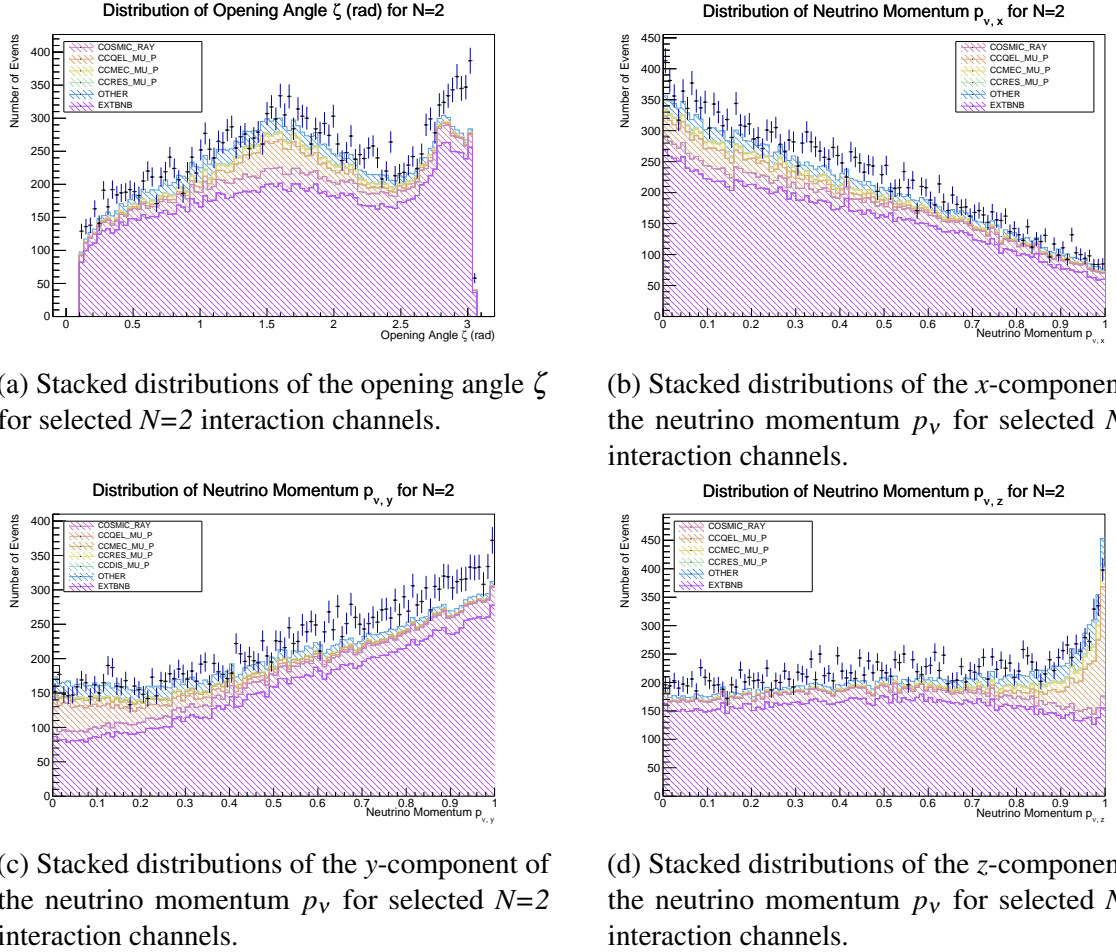 Distribution of Opening Angle ζ (rad) for N=2
Number of Events
400
350
300
250
200
150
100
50
0
COSMIC_RAY
CCQEL_MU_P
CCMEC_MU_P
CCRES_MU_P
OTHER
EXTBNB
0 0.5 1 1.5 2 2.5 3
Opening Angle ζ (rad)
Distribution of Neutrino Momentum p_ν, x for N=2
Number of Events
450
400
350
300
250
200
150
100
50
0
COSMIC_RAY
CCQEL_MU_P
CCMEC_MU_P
CCRES_MU_P
OTHER
EXTBNB
0 0.1 0.2 0.3 0.4 0.5 0.6 0.7 0.8 0.9 1
Neutrino Momentum p_ν, x
(a) Stacked distributions of the opening angle ζ
for selected N=2 interaction channels.
(b) Stacked distributions of the x-component
the neutrino momentum pν for selected N
interaction channels.
Distribution of Neutrino Momentum p_ν, y for N=2
Number of Events
400
350
300
250
200
150
100
50
0
COSMIC_RAY
CCQEL_MU_P
CCMEC_MU_P
CCRES_MU_P
CCDIS_MU_P
OTHER
EXTBNB
0 0.1 0.2 0.3 0.4 0.5 0.6 0.7 0.8 0.9 1
Neutrino Momentum p_ν, y
Distribution of Neutrino Momentum p_ν, z for N=2
Number of Events
450
400
350
300
250
200
150
100
50
0
COSMIC_RAY
CCQEL_MU_P
CCMEC_MU_P
CCRES_MU_P
OTHER
EXTBNB
0 0.1 0.2 0.3 0.4 0.5 0.6 0.7 0.8 0.9 1
Neutrino Momentum p_ν, z
(c) Stacked distributions of the y-component of
the neutrino momentum pν for selected N=2
interaction channels.
(d) Stacked distributions of the z-component
the neutrino momentum pν for selected N
interaction channels.